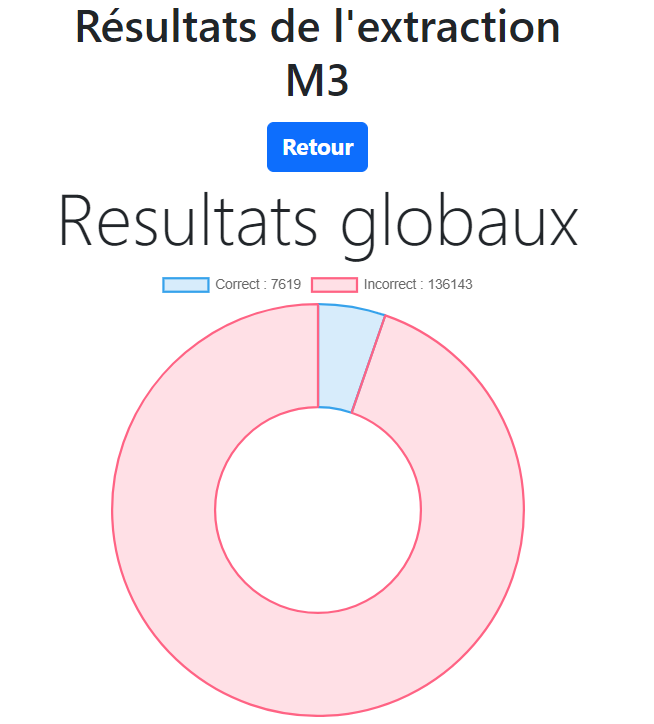 Résultats de l'extraction
M3
Retour
Resultats globaux
Correct : 7619 Incorrect : 136143